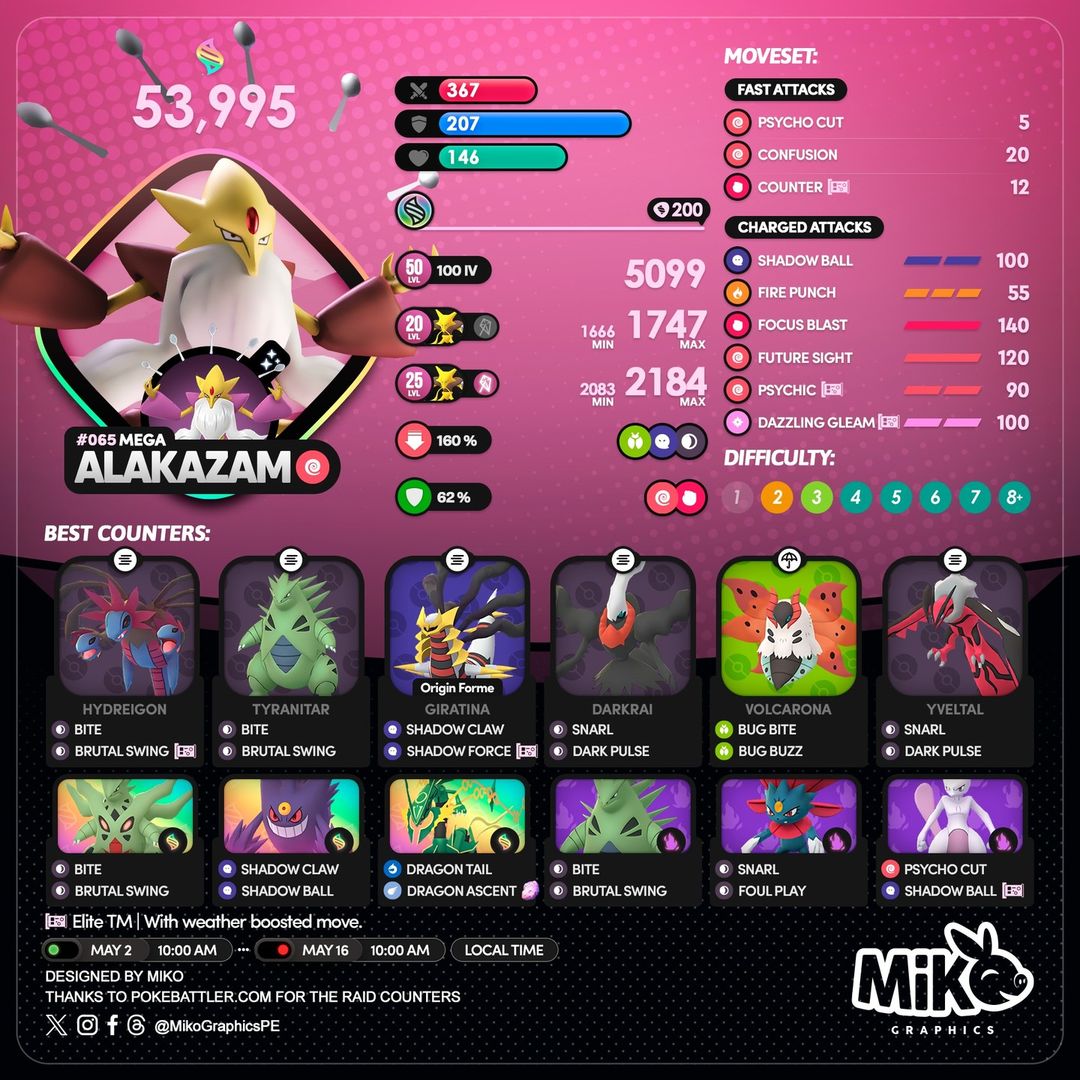 53,995
367
207
146
200
50 LVL 100 IV 5099
20 LVL 1666 MIN 1747 MAX
25 LVL 2083 MIN 2184 MAX
160 %
62 %
#065 MEGA
ALAKAZAM
MOVESET:
FAST ATTACKS
PSYCHO CUT 5
CONFUSION 20
COUNTER 12
CHARGED ATTACKS
SHADOW BALL 100
FIRE PUNCH 55
FOCUS BLAST 140
FUTURE SIGHT 120
PSYCHIC 90
DAZZLING GLEAM 100
DIFFICULTY:
1 2 3 4 5 6 7 8+
BEST COUNTERS:
HYDREIGON
BITE
BRUTAL SWING
TYRANITAR
BITE
BRUTAL SWING
Origin Forme
GIRATINA
SHADOW CLAW
SHADOW FORCE
DARKRAI
SNARL
DARK PULSE
VOLCARONA
BUG BITE
BUG BUZZ
YVELTAL
SNARL
DARK PULSE
BITE
BRUTAL SWING
SHADOW CLAW
SHADOW BALL
DRAGON TAIL
DRAGON ASCENT
BITE
BRUTAL SWING
SNARL
FOUL PLAY
PSYCHO CUT
SHADOW BALL
Elite TM | With weather boosted move.
MAY 2 10:00 AM ••• MAY 16 10:00 AM LOCAL TIME
DESIGNED BY MIKO
THANKS TO POKEBATTLER.COM FOR THE RAID COUNTERS
@MikoGraphicsPE
MiKO
GRAPHICS